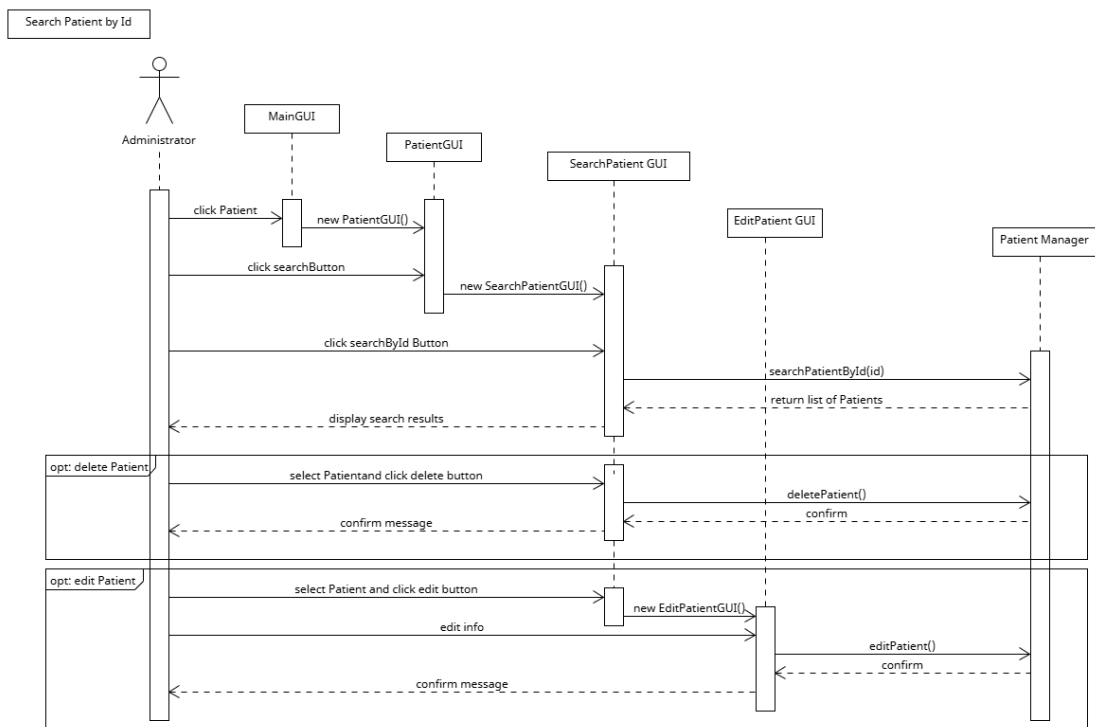 Search Patient by Id
Administrator
MainGUI
PatientGUI
SearchPatient GUI
EditPatient GUI
Patient Manager
click Patient
new PatientGUI()
click searchButton
new SearchPatientGUI()
click searchById Button
searchPatientById(id)
return list of Patients
display search results
opt: delete Patient
select Patientand click delete button
deletePatient()
confirm
confirm message
opt: edit Patient
select Patient and click edit button
new EditPatientGUI()
edit info
editPatient()
confirm
confirm message